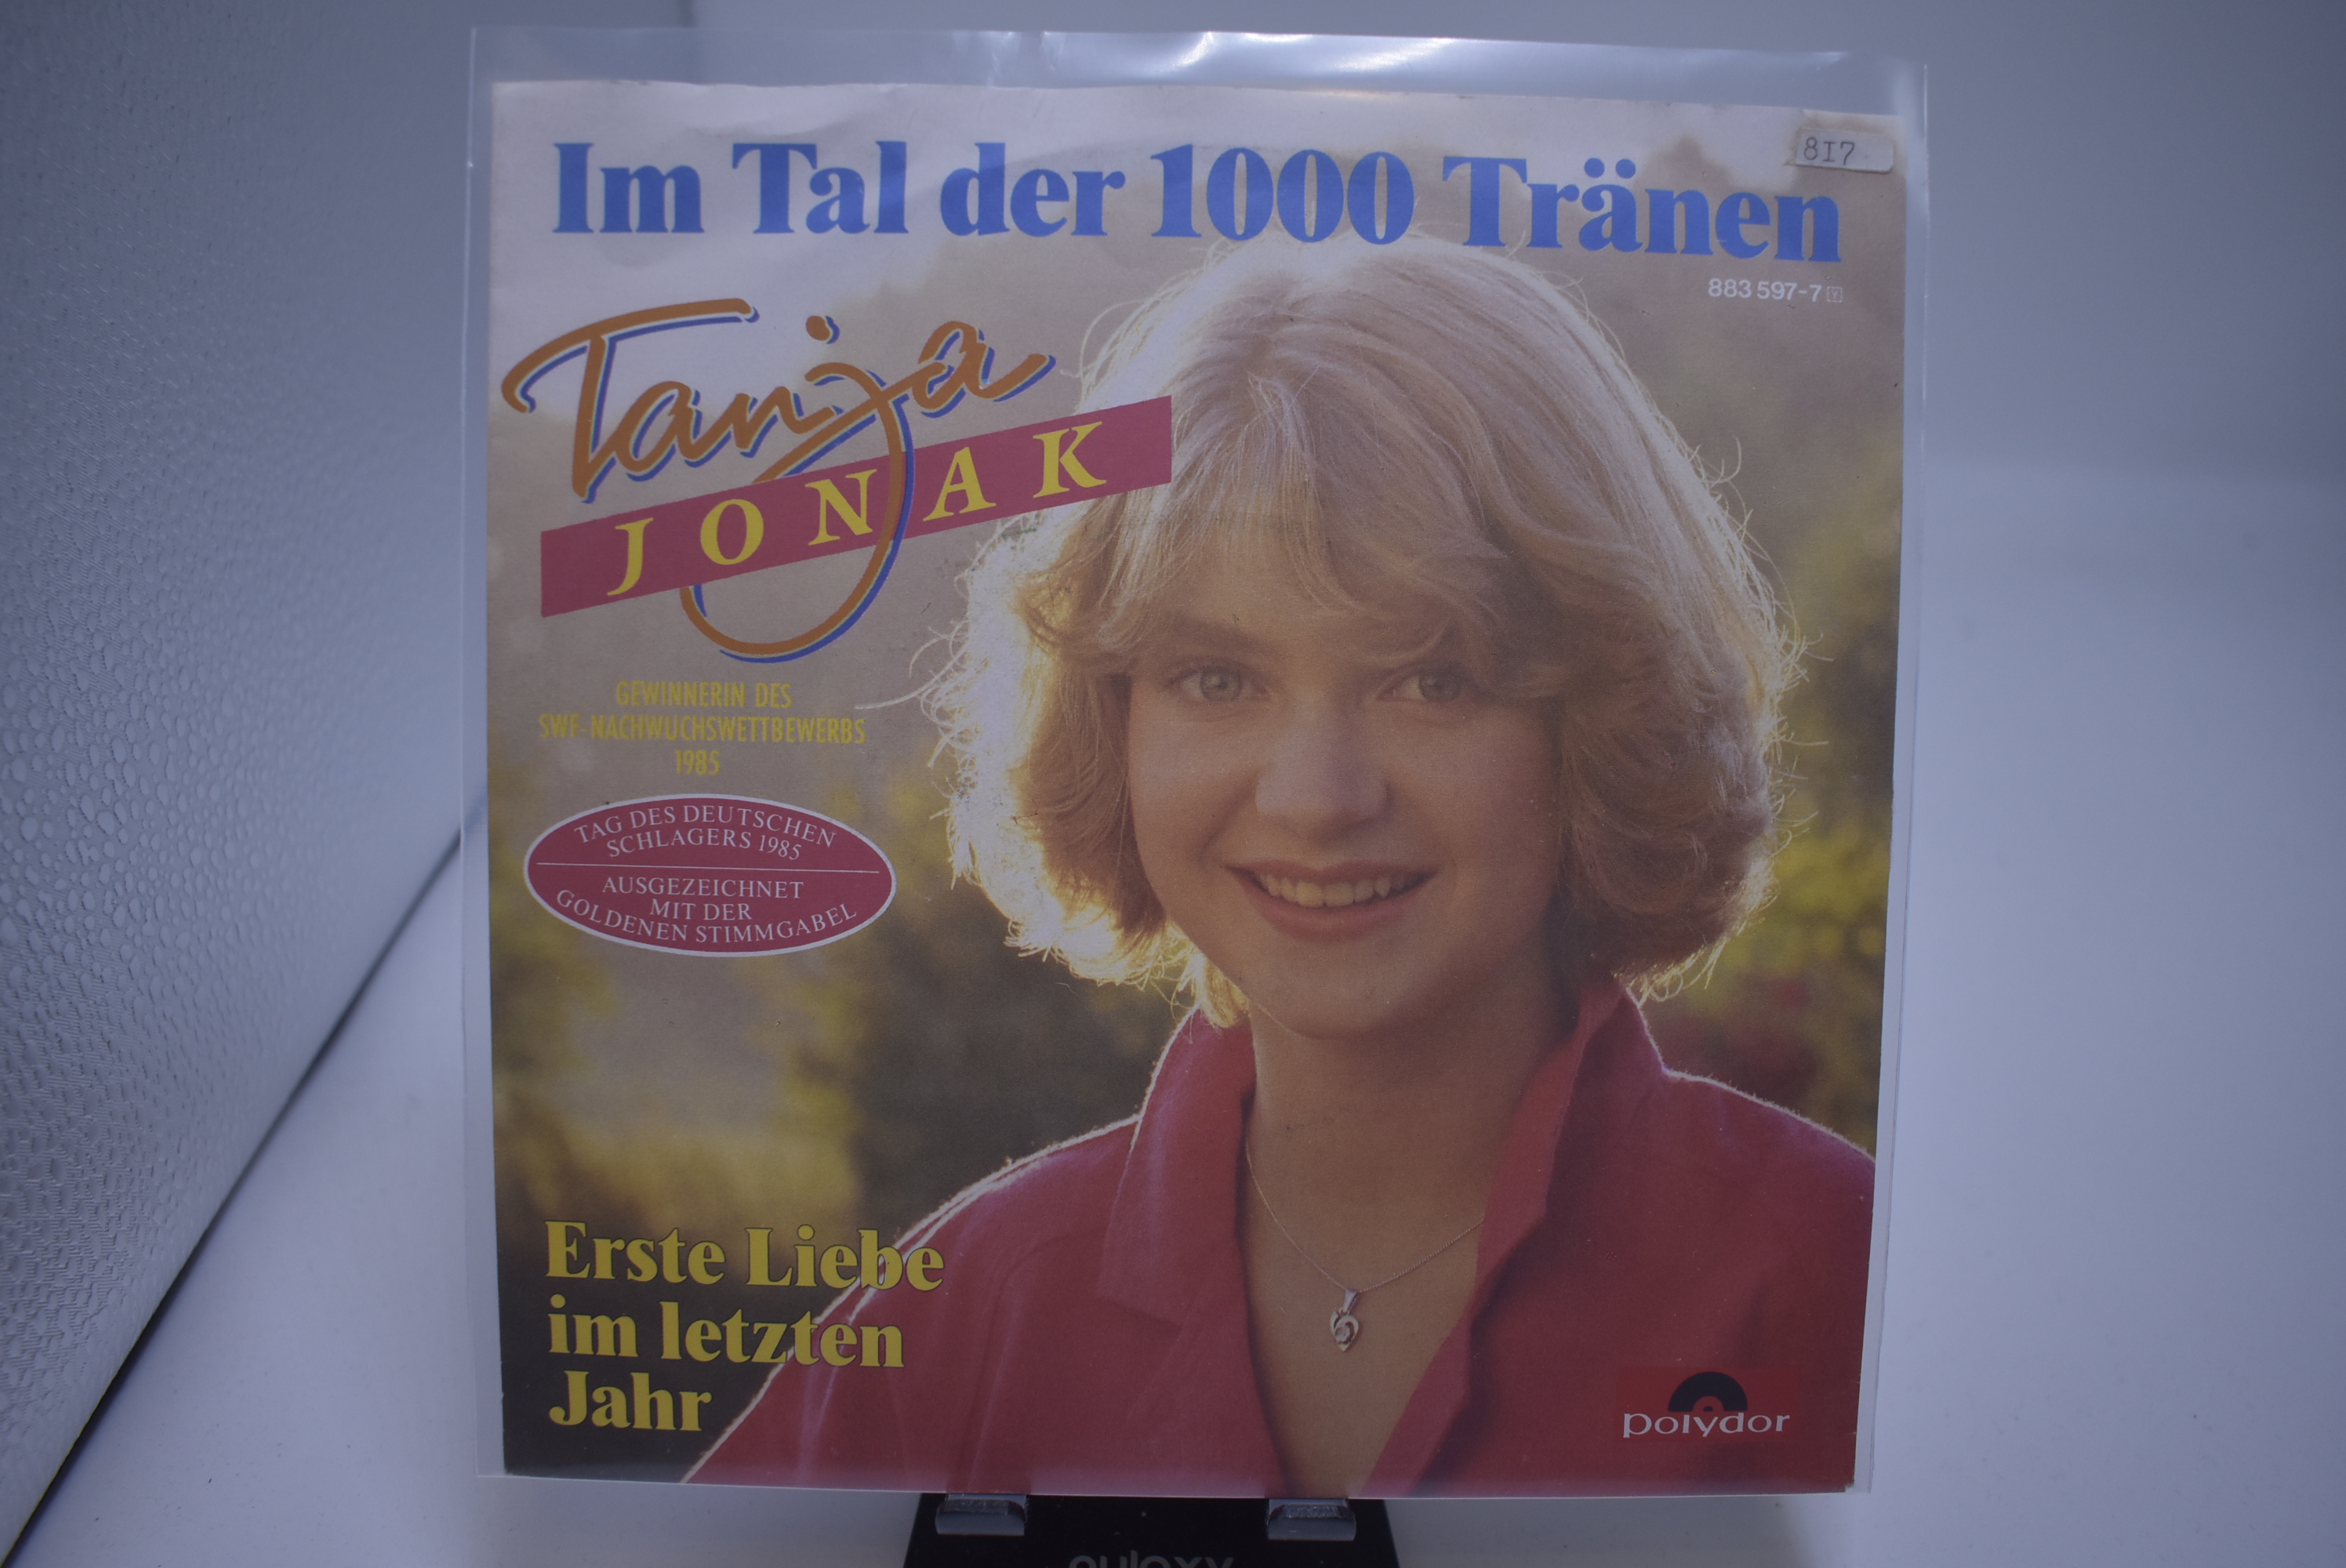 Im Tal der 1000 Tränen
8I7
883 597-7
Tanja
JONAK
GEWINNERIN DES
SWF-NACHWUCHSWETTBEWERBS
1985
TAG DES DEUTSCHEN
SCHLAGERS 1985
AUSGEZEICHNET
MIT DER
GOLDENEN STIMMGABEL
Erste Liebe
im letzten
Jahr
polydor